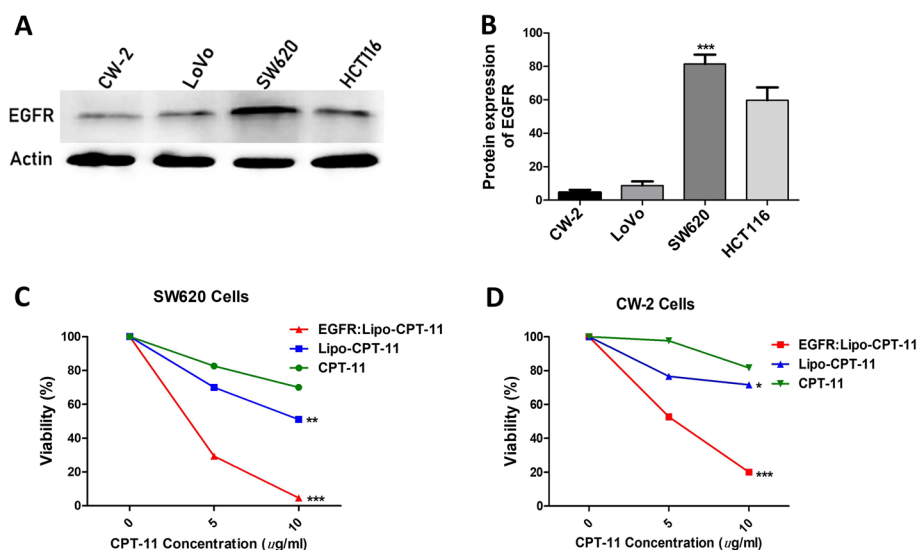 A
CW-2
LoVo
SW620
HCT116
EGFR
Actin
B
Protein expression
of EGFR
100
80
60
40
20
0
***
CW-2
LoVo
SW620
HCT116
C
SW620 Cells
EGFR:Lipo-CPT-11
Lipo-CPT-11
CPT-11
Viability (%)
100
80
60
40
20
0
**
***
0
5
10
CPT-11 Concentration (ug/ml)
D
CW-2 Cells
EGFR:Lipo-CPT-11
Lipo-CPT-11
CPT-11
Viability (%)
100
80
60
40
20
0
*
***
0
5
10
CPT-11 Concentration (ug/ml)